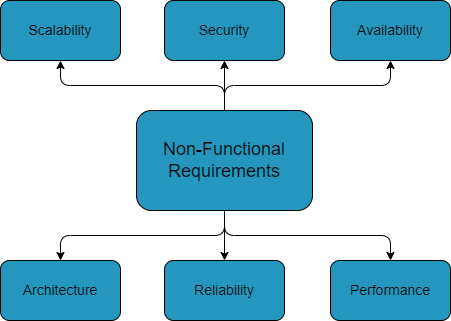 Scalability
Security
Availability
Non-Functional
Requirements
Architecture
Reliability
Performance